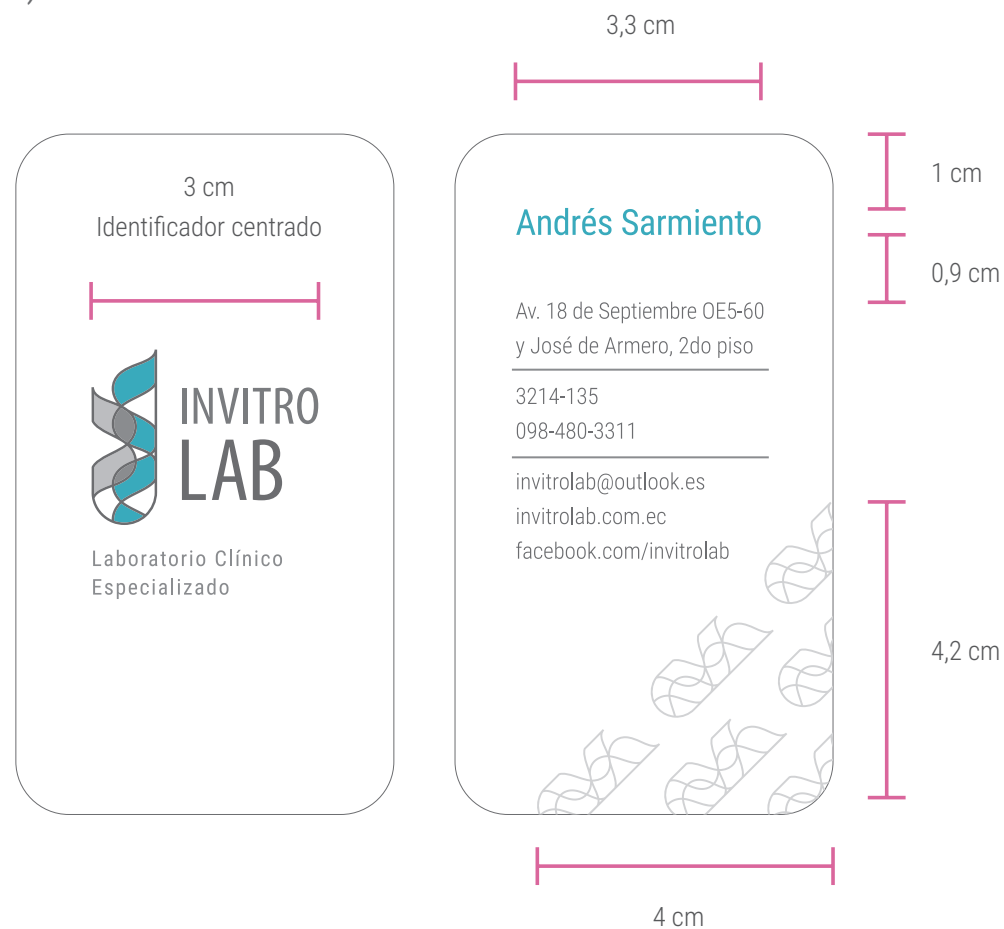 3 cm
Identificador centrado
INVITRO
LAB
Laboratorio Clínico
Especializado
3,3 cm
Andrés Sarmiento
Av. 18 de Septiembre OE5-60
y José de Armero, 2do piso
3214-135
098-480-3311
invitrolab@outlook.es
invitrolab.com.ec
facebook.com/invitrolab
1 cm
0,9 cm
4,2 cm
4 cm